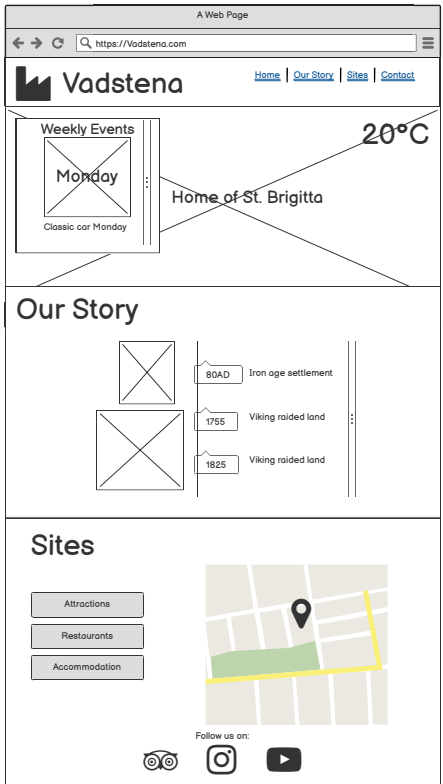 A Web Page
https://Vadstena.com
Vadstena
Home
Our Story
Sites
Contact
Weekly Events
Monday
Classic car Monday
20°C
Home of St. Brigitta
Our Story
80AD
Iron age settlement
1755
Viking raided land
1825
Viking raided land
Sites
Attractions
Restaurants
Accommodation
Follow us on: